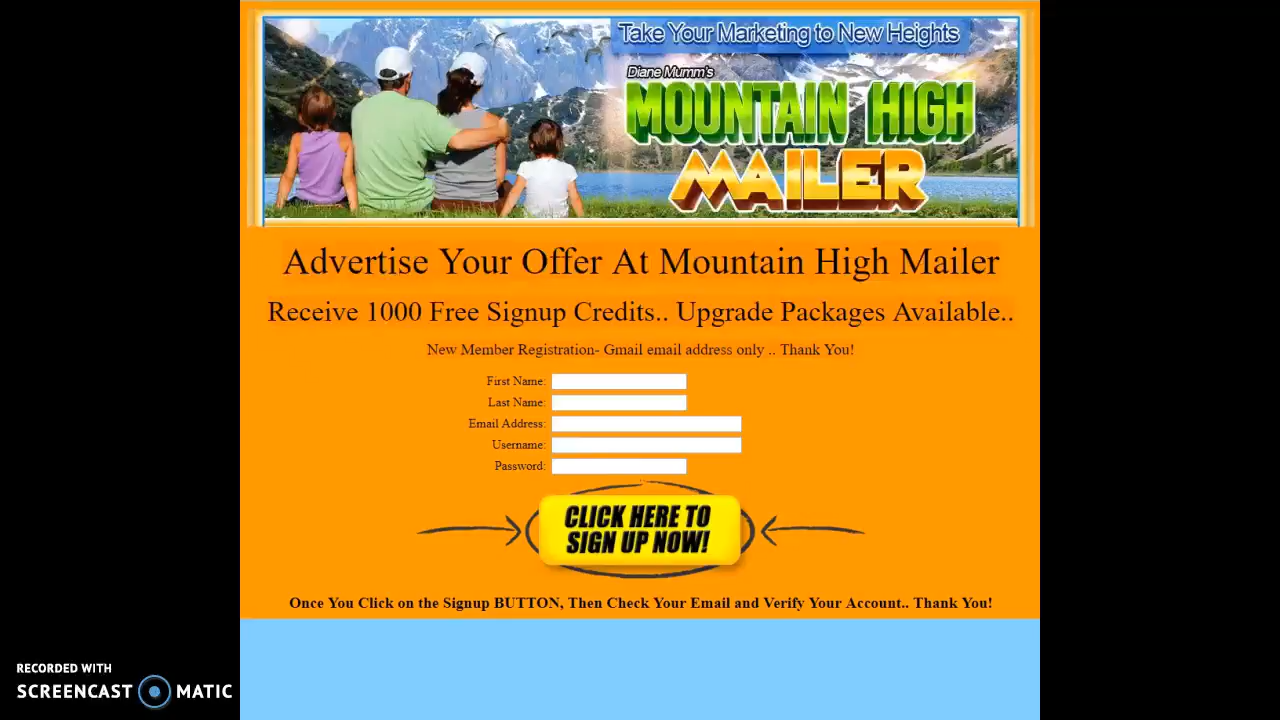 Take Your Marketing to New Heights
Diane Mumm's
MOUNTAIN HIGH
MAILER
Advertise Your Offer At Mountain High Mailer
Receive 1000 Free Signup Credits.. Upgrade Packages Available..
New Member Registration- Gmail email address only .. Thank You!
First Name:
Last Name:
Email Address:
Username:
Password:
CLICK HERE TO
SIGN UP NOW!
Once You Click on the Signup BUTTON, Then Check Your Email and Verify Your Account.. Thank You!
RECORDED WITH
SCREENCAST MATIC